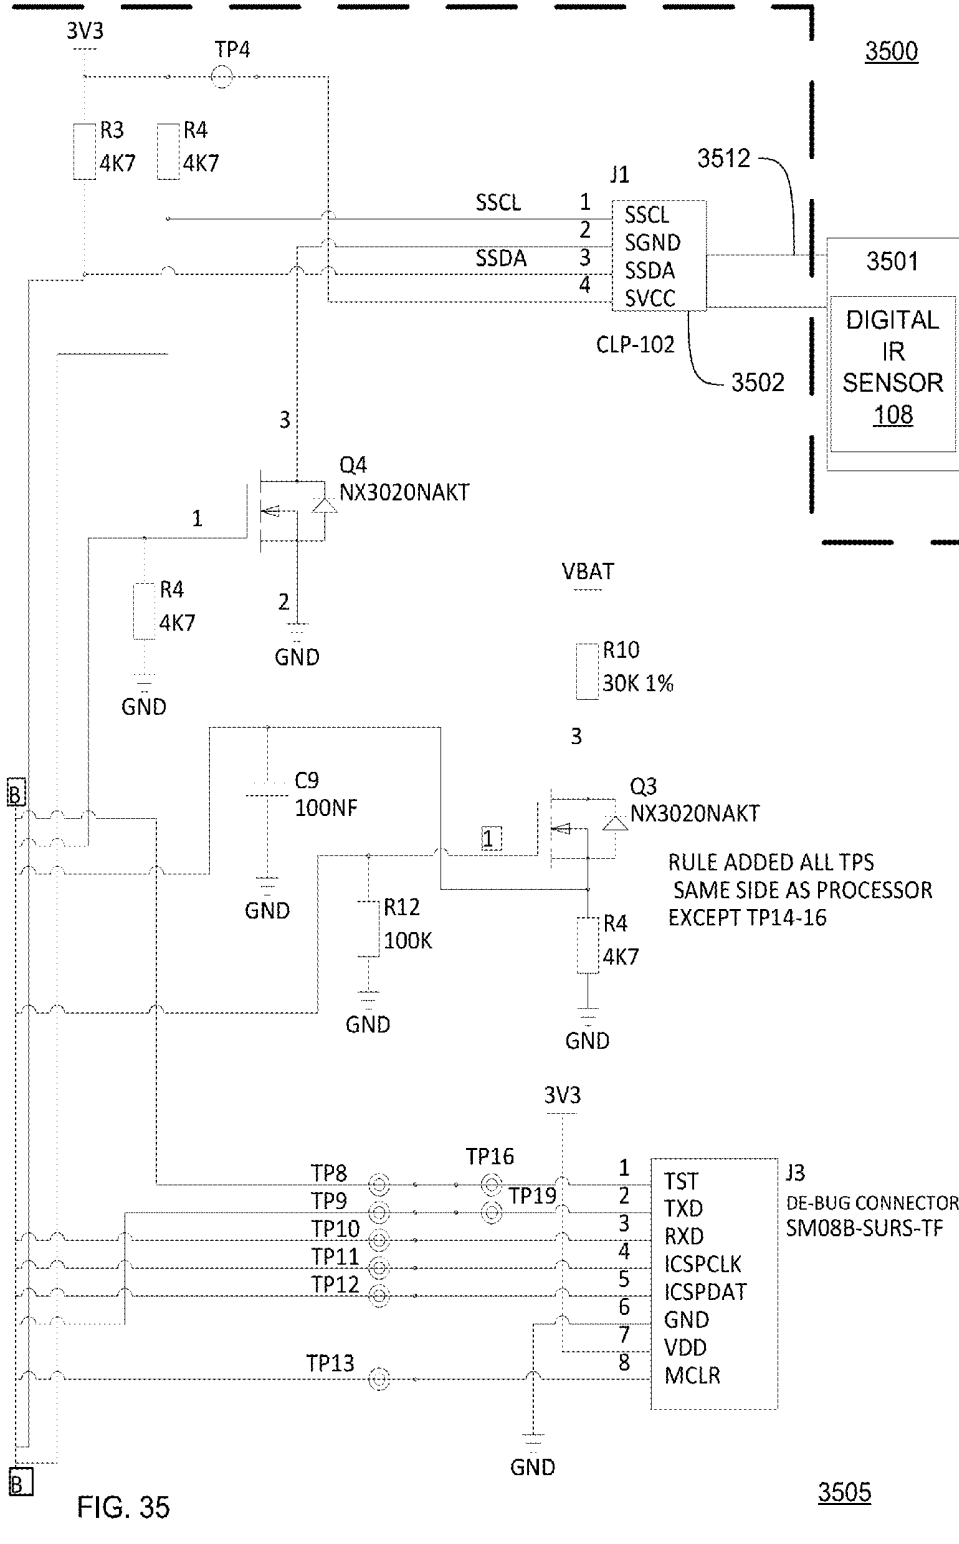 3V3
TP4
3500
R3
4K7
R4
4K7
3512
J1
SSCL
1
SSCL
2
SGND
SSDA
3
SSDA
4
SVCC
3501
CLP-102
3502
DIGITAL
IR
SENSOR
108
3
Q4
NX3020NAKT
1
R4
4K7
2
GND
GND
VBAT
R10
30K 1%
3
B
C9
100NF
Q3
NX3020NAKT
1
RULE ADDED ALL TPS
SAME SIDE AS PROCESSOR
EXCEPT TP14-16
GND
R12
100K
R4
4K7
GND
GND
3V3
TP8
TP16
1
TST
J3
TP9
TP19
2
TXD
DE-BUG CONNECTOR
TP10
3
RXD
SM08B-SURS-TF
TP11
4
ICSPCLK
TP12
5
ICSPDAT
6
GND
7
VDD
TP13
8
MCLR
GND
B
FIG. 35
3505